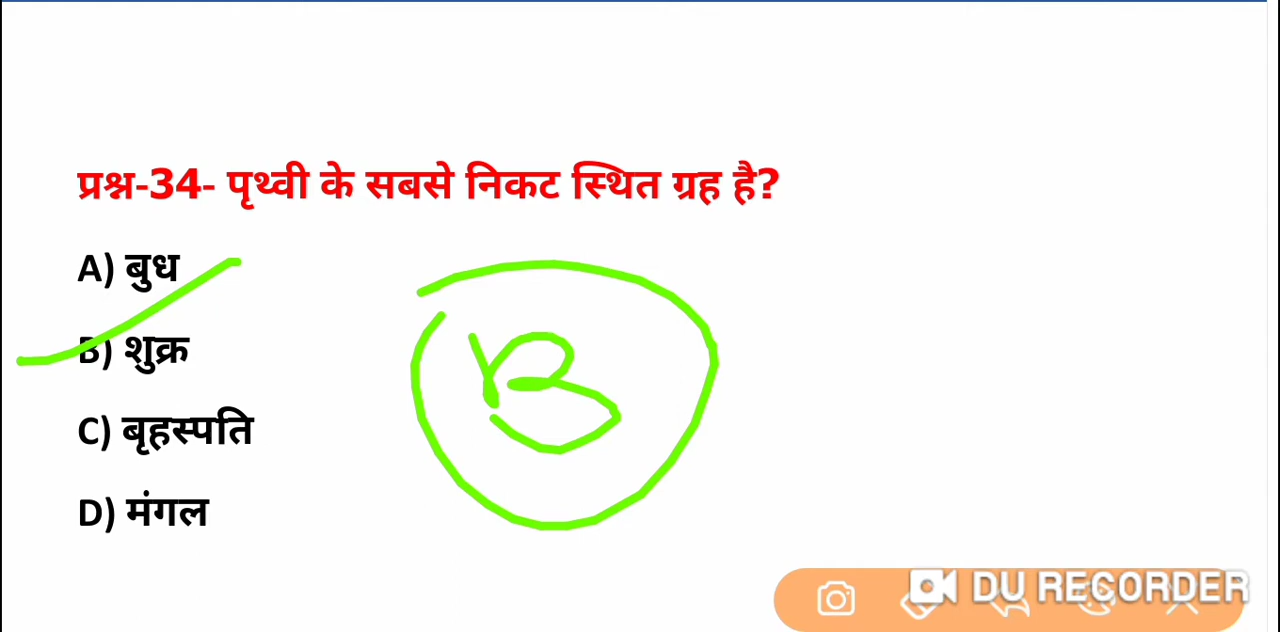 प्रश्न-34- पृथ्वी के सबसे निकट स्थित ग्रह है?
A) बुध
B) शुक्र
B
C) बृहस्पति
D) मंगल
DU RECORDER